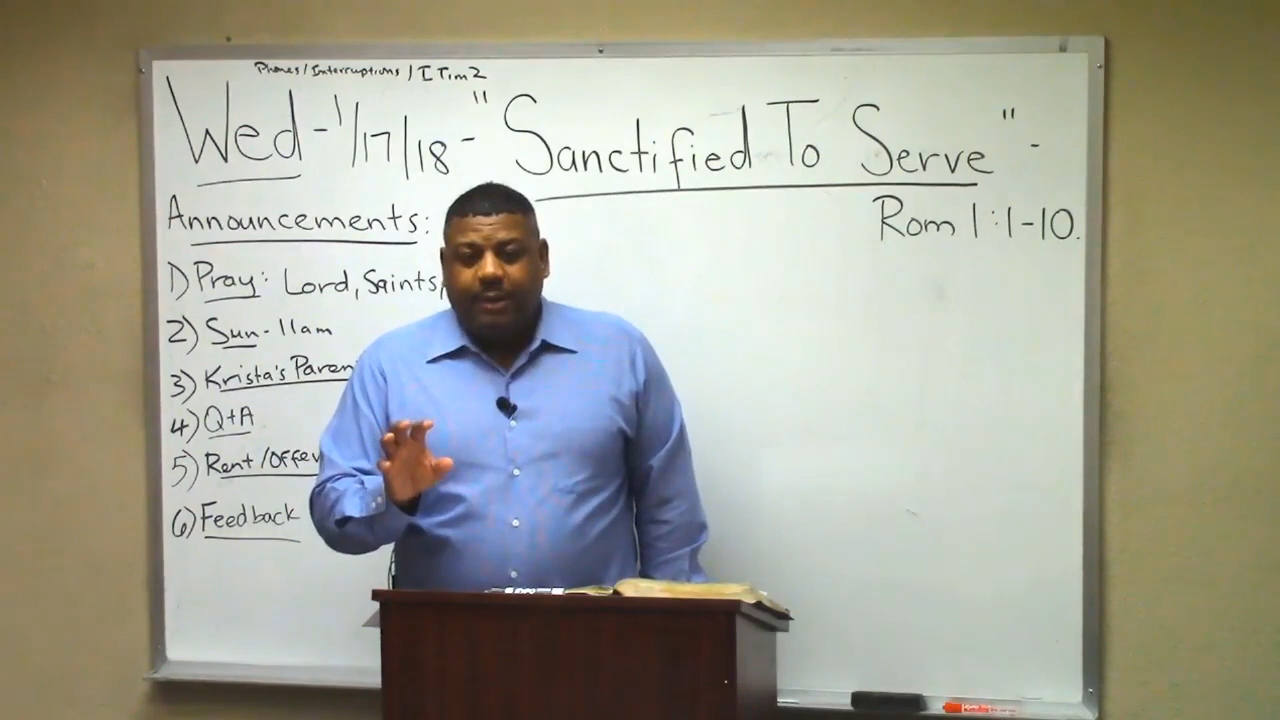 Phones/Interruptions/I Tim 2
Wed - 1/17/18 - "Sanctified To Serve" -
Rom 1:1-10.
Announcements:
1) Pray: Lord, Saints,
2) Sun - 11am
3) Krista's Paren
4) Q+A
5) Rent/Offer
6) Feedback